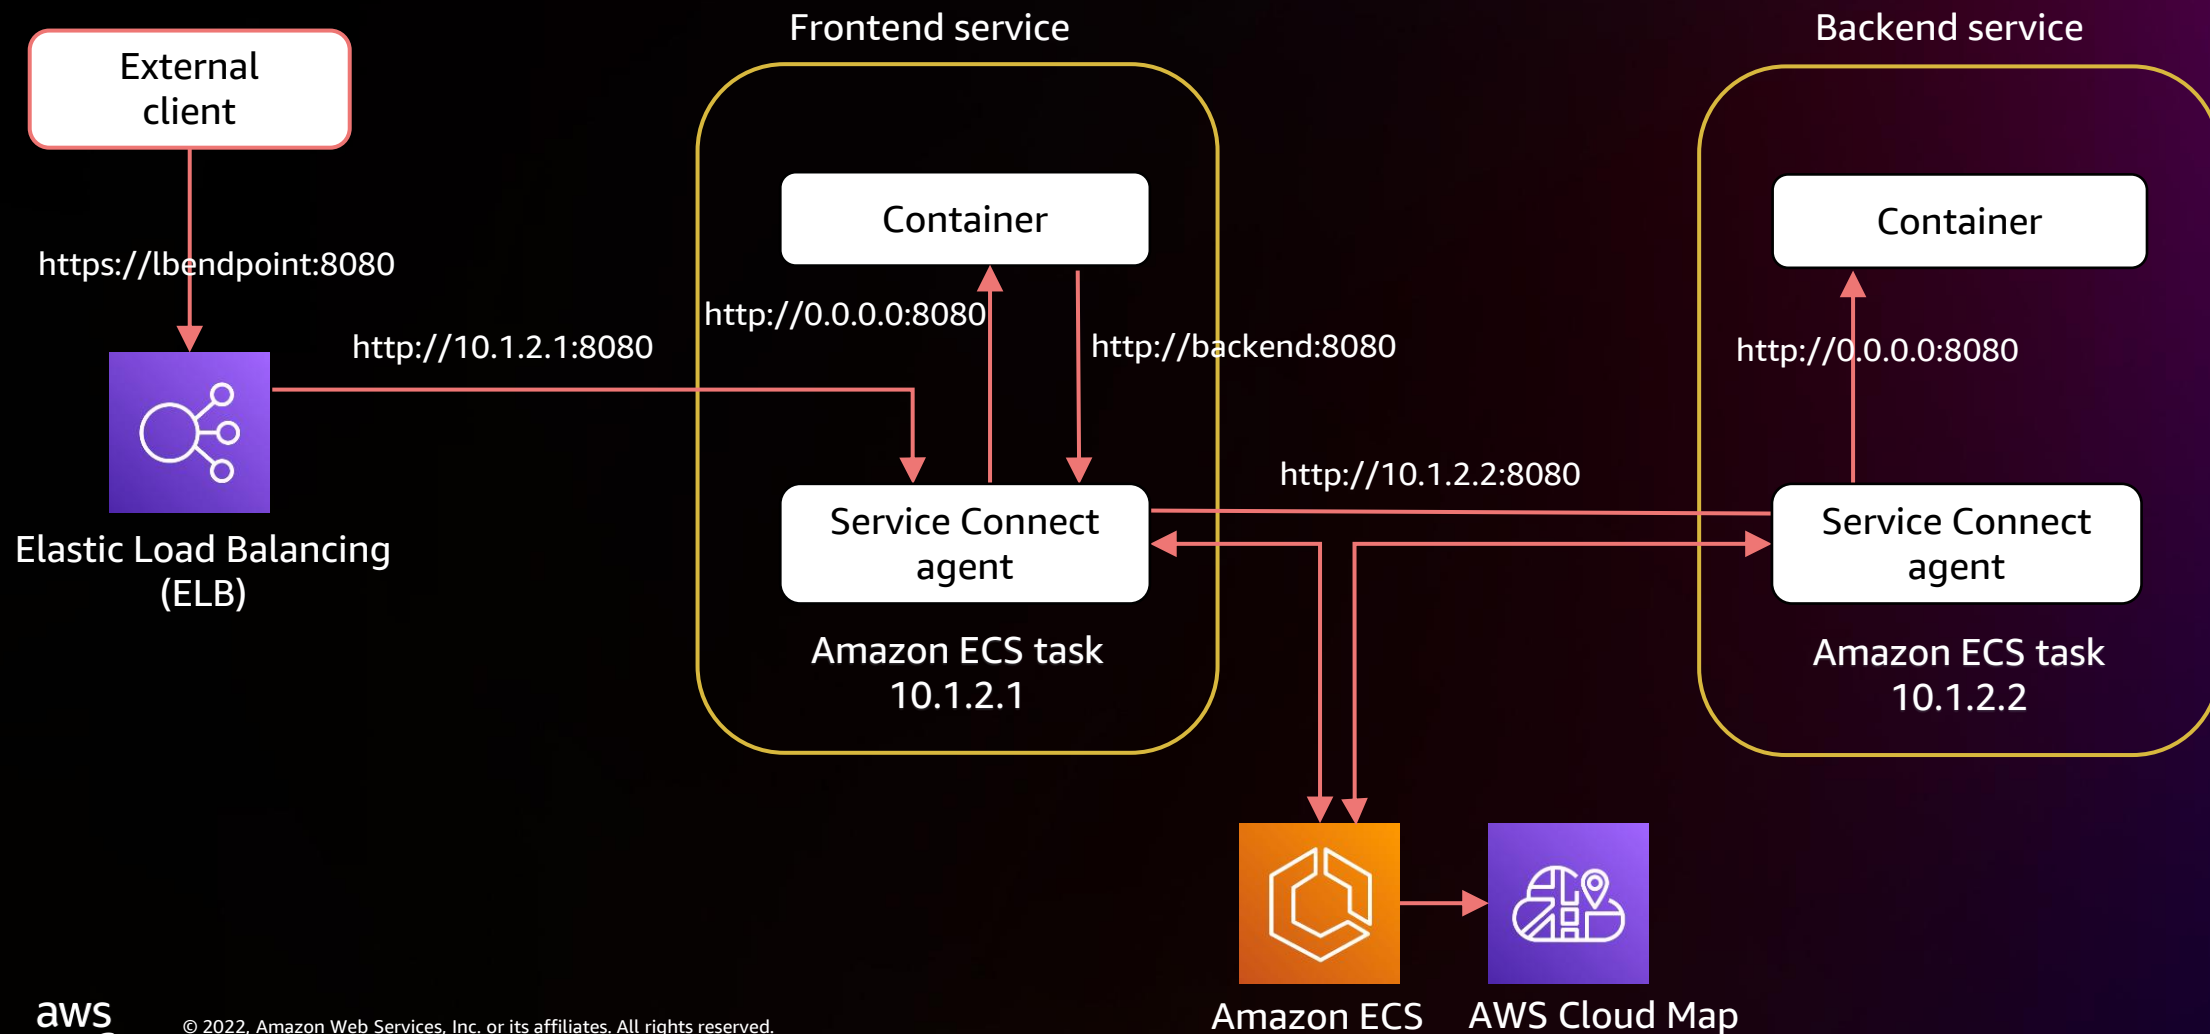 Frontend service
Backend service
External
client
Container
Container
https://lbendpoint:8080
http://0.0.0.0:8080
http://10.1.2.1:8080
http://backend:8080
http://0.0.0.0:8080
http://10.1.2.2:8080
Service Connect
agent
Service Connect
agent
Elastic Load Balancing
(ELB)
Amazon ECS task
10.1.2.1
Amazon ECS task
10.1.2.2
Amazon ECS
AWS Cloud Map
aws
© 2022, Amazon Web Services, Inc. or its affiliates. All rights reserved.